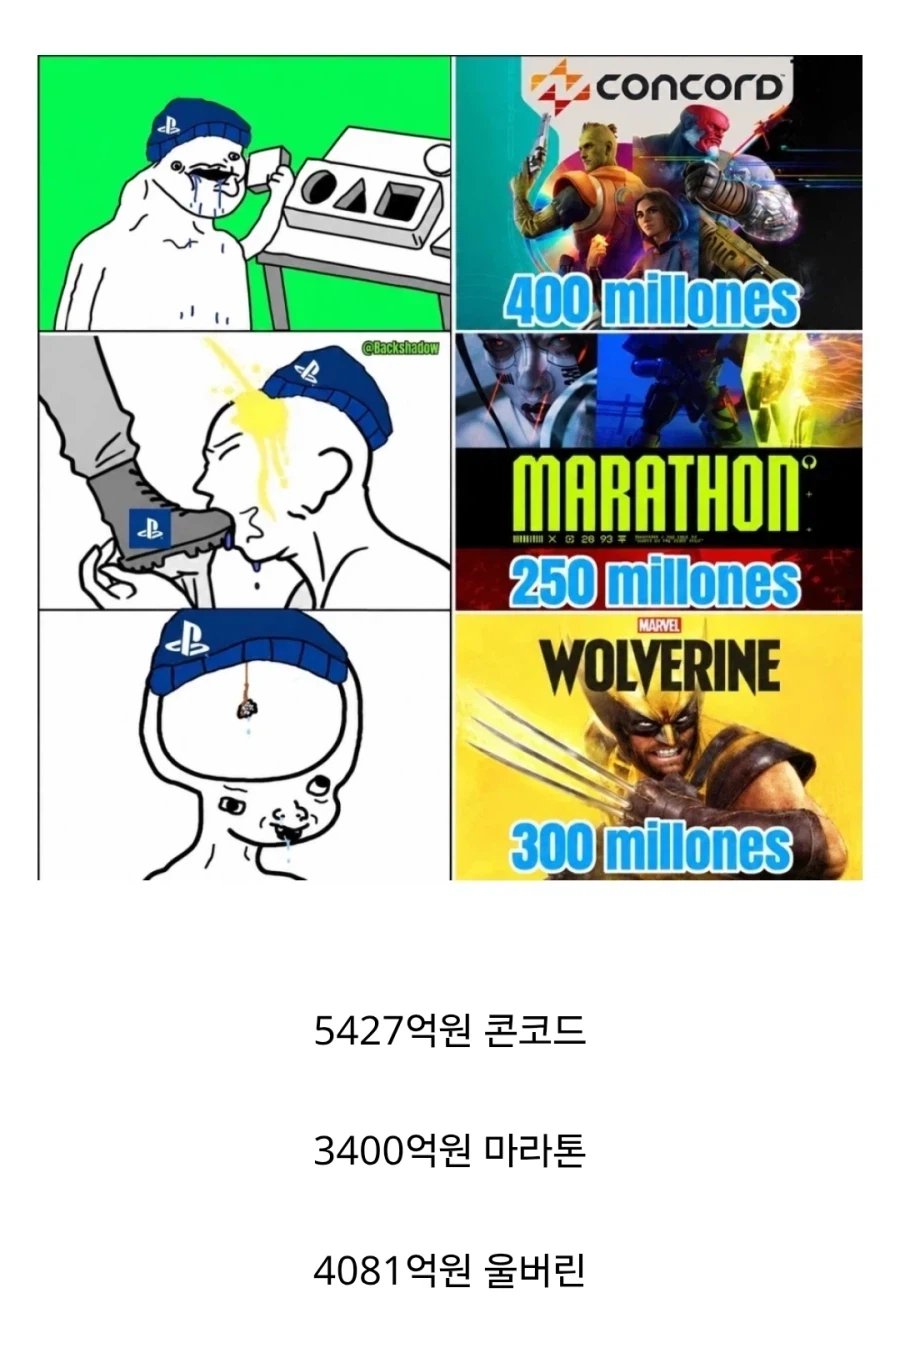 CONCORD
400 millones
@Backshadow
MARATHON
250 millones
MARVEL
WOLVERINE
300 millones
5427억원 콘코드
3400억원 마라톤
4081억원 울버린